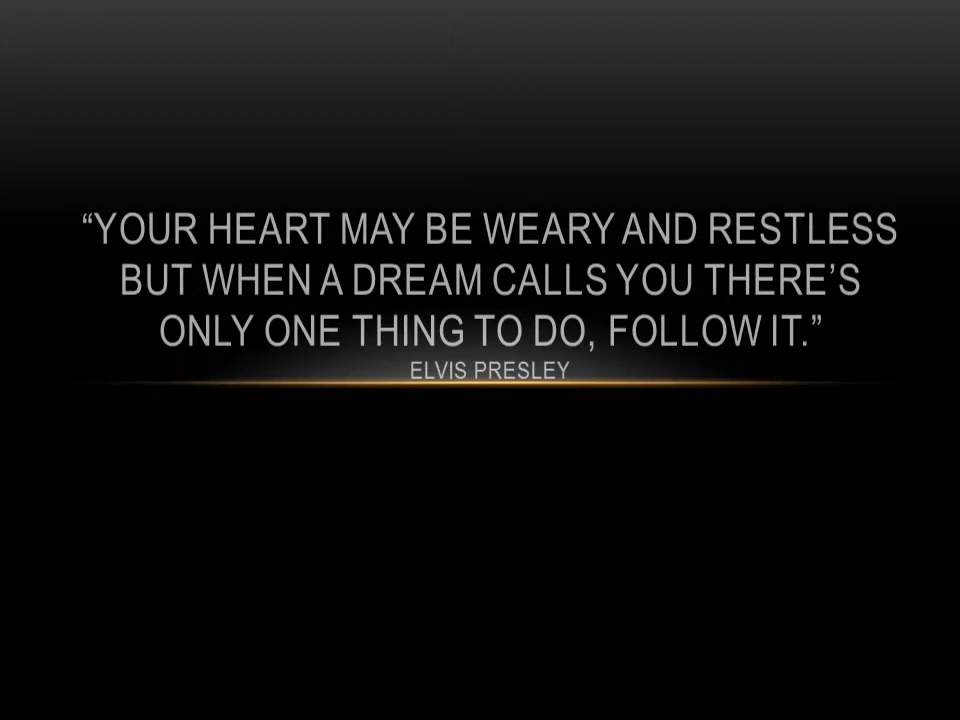 “YOUR HEART MAY BE WEARY AND RESTLESS
BUT WHEN A DREAM CALLS YOU THERE’S
ONLY ONE THING TO DO, FOLLOW IT.”
ELVIS PRESLEY